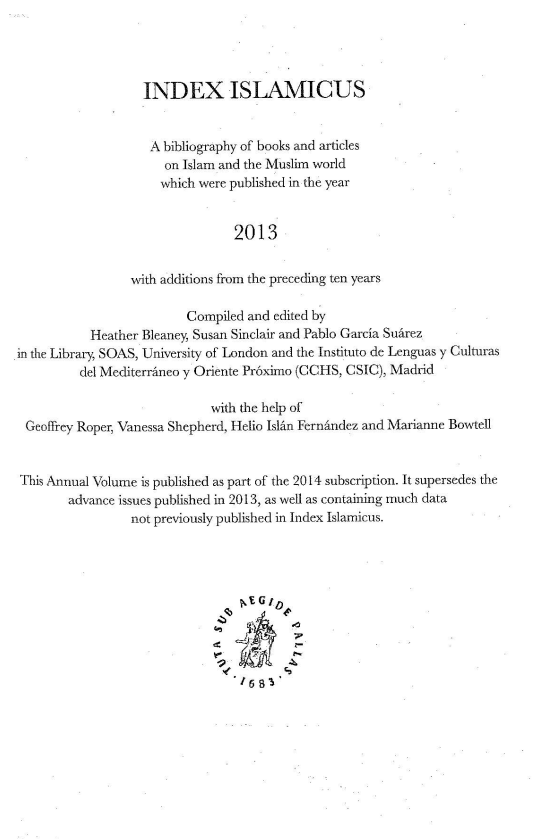 INDEX ISLAMICUS
A bibliography of books and articles
on Islam and the Muslim world
which were published in the year
2013
with additions from the preceding ten years
Compiled and edited by
Heather Bleaney, Susan Sinclair and Pablo García Suárez
in the Library, SOAS, University of London and the Instituto de Lenguas y Culturas
del Mediterráneo y Oriente Próximo (CCHS, CSIC), Madrid
with the help of
Geoffrey Roper, Vanessa Shepherd, Helio Islán Fernández and Marianne Bowtell
This Annual Volume is published as part of the 2014 subscription. It supersedes the
advance issues published in 2013, as well as containing much data
not previously published in Index Islamicus.
TUTA SUB AEGIDE PALLAS
· 1683 ·